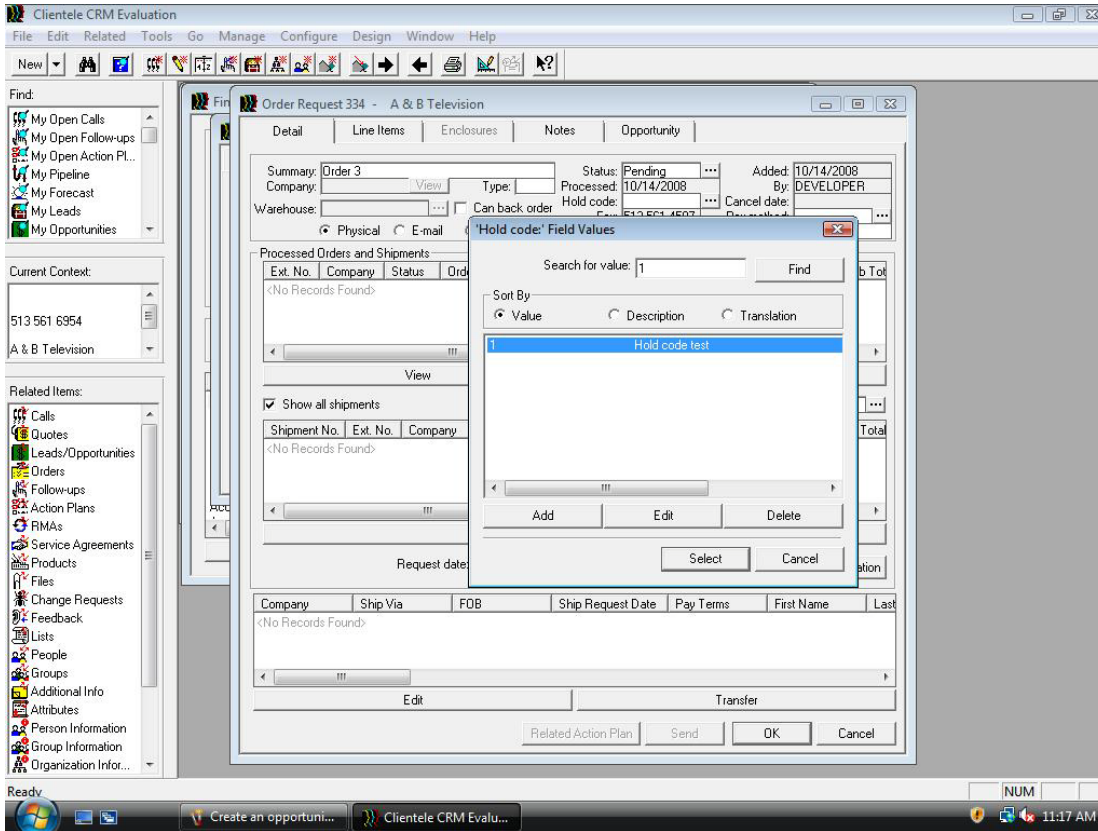 Clientele CRM Evaluation
File Edit Related Tools Go Manage Configure Design Window Help
New
Find:
My Open Calls
My Open Follow-ups
My Open Action Pl...
My Pipeline
My Forecast
My Leads
My Opportunities
Current Context:
513 561 6954
A & B Television
Related Items:
Calls
Quotes
Leads/Opportunities
Orders
Follow-ups
Action Plans
RMAs
Service Agreements
Products
Files
Change Requests
Feedback
Lists
People
Groups
Additional Info
Attributes
Person Information
Group Information
Organization Infor...
Fin
Order Request 334 - A & B Television
Detail Line Items Enclosures Notes Opportunity
Summary: Order 3 Status: Pending ... Added: 10/14/2008
Company: View Type: Processed: 10/14/2008 By: DEVELOPER
Warehouse: ... Can back order Hold code: ... Cancel date:
Physical E-mail
Processed Orders and Shipments
Ext. No. Company Status Ord b Tot
<No Records Found>
View
Show all shipments ...
Shipment No. Ext. No. Company Total
<No Records Found>
Request date: ation
Company Ship Via FOB Ship Request Date Pay Terms First Name Last
<No Records Found>
Edit Transfer
Related Action Plan Send OK Cancel
'Hold code:' Field Values
Search for value: 1 Find
Sort By
Value Description Translation
1 Hold code test
Add Edit Delete
Select Cancel
Ready NUM
Create an opportuni... Clientele CRM Evalu... 11:17 AM